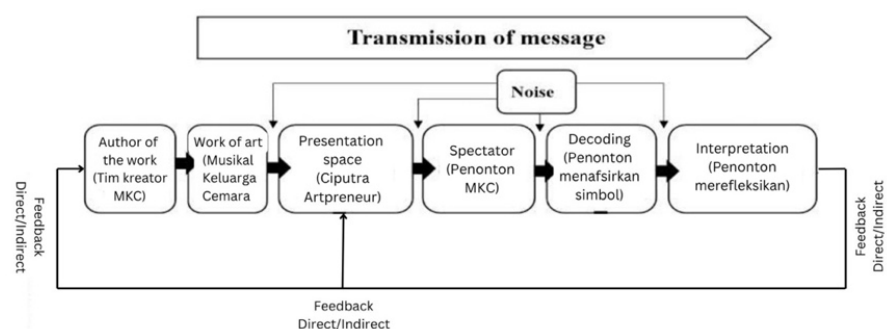 Transmission of message
Noise
Author of
the work
(Tim kreator
MKC)
Work of art
(Musikal
Keluarga
Cemara
Presentation
space
(Ciputra
Artpreneur)
Spectator
(Penonton
MKC)
Decoding
(Penonton
menafsirkan
simbol)
Interpretation
(Penonton
merefleksikan)
Feedback
Direct/Indirect
Feedback
Direct/Indirect
Feedback
Direct/Indirect